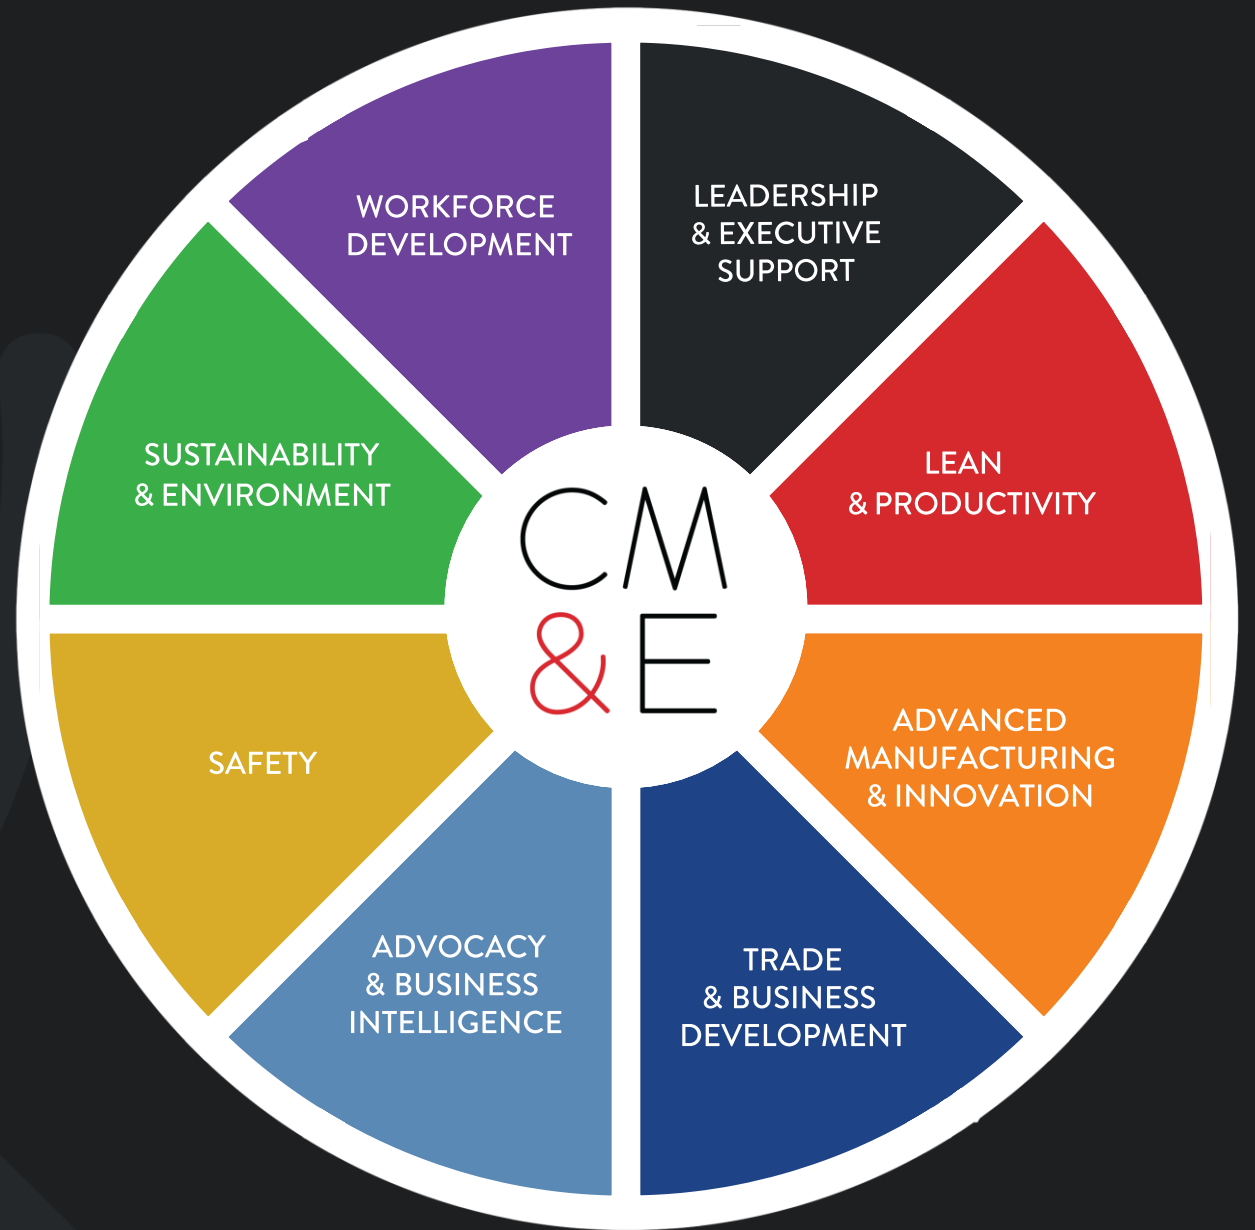 WORKFORCE
DEVELOPMENT
LEADERSHIP
& EXECUTIVE
SUPPORT
SUSTAINABILITY
& ENVIRONMENT
LEAN
& PRODUCTIVITY
CM
& E
SAFETY
ADVANCED
MANUFACTURING
& INNOVATION
ADVOCACY
& BUSINESS
INTELLIGENCE
TRADE
& BUSINESS
DEVELOPMENT